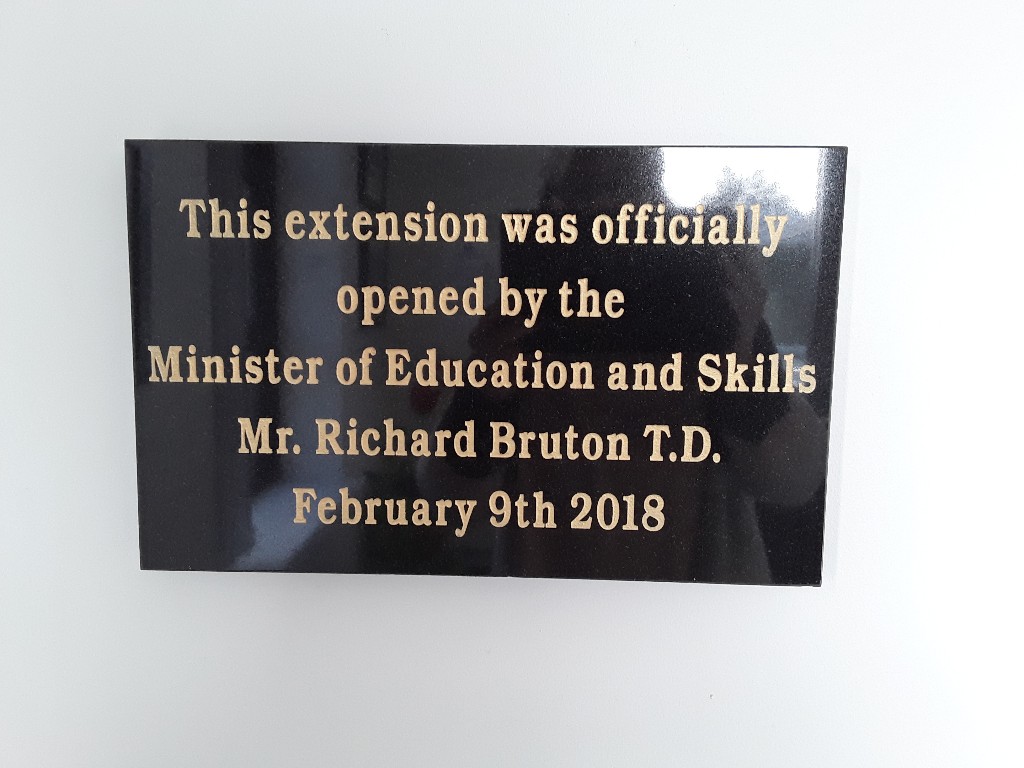 This extension was officially
opened by the
Minister of Education and Skills
Mr. Richard Bruton T.D.
February 9th 2018